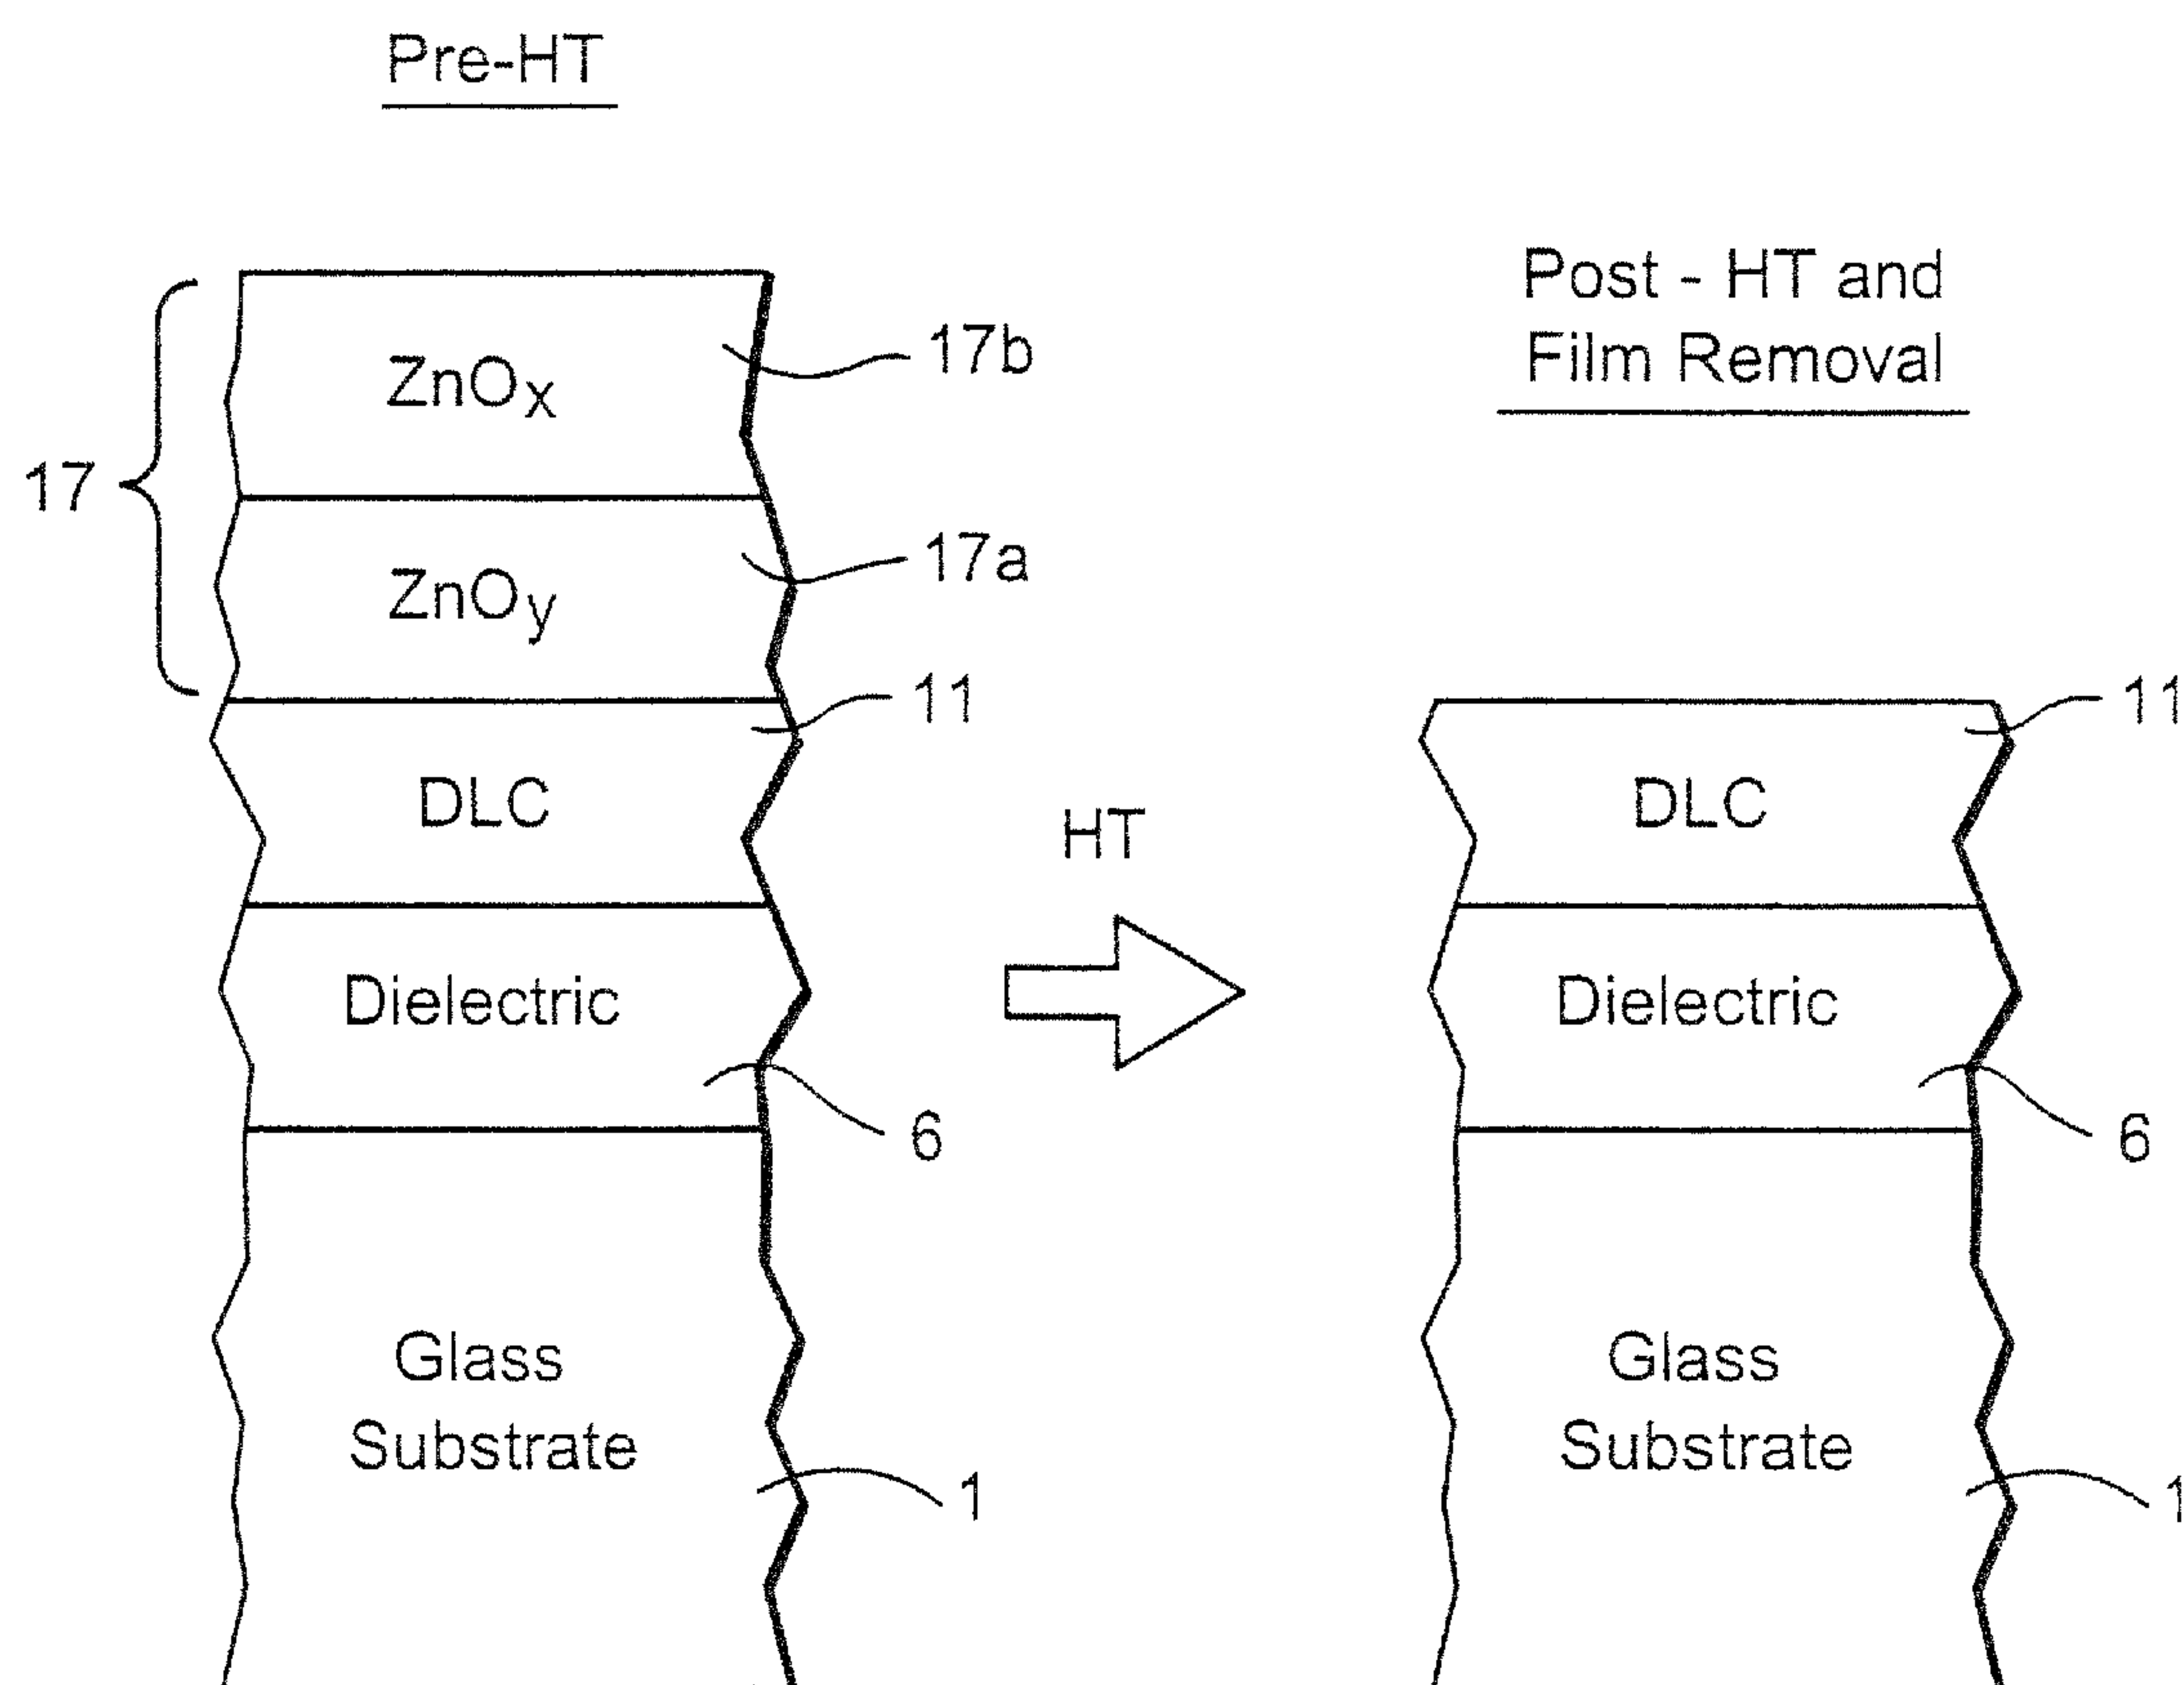 Pre-HT
17
ZnOx
17b
ZnOy
17a
11
DLC
Dielectric
6
Glass
Substrate
1
HT
Post - HT and
Film Removal
11
DLC
Dielectric
6
Glass
Substrate
1